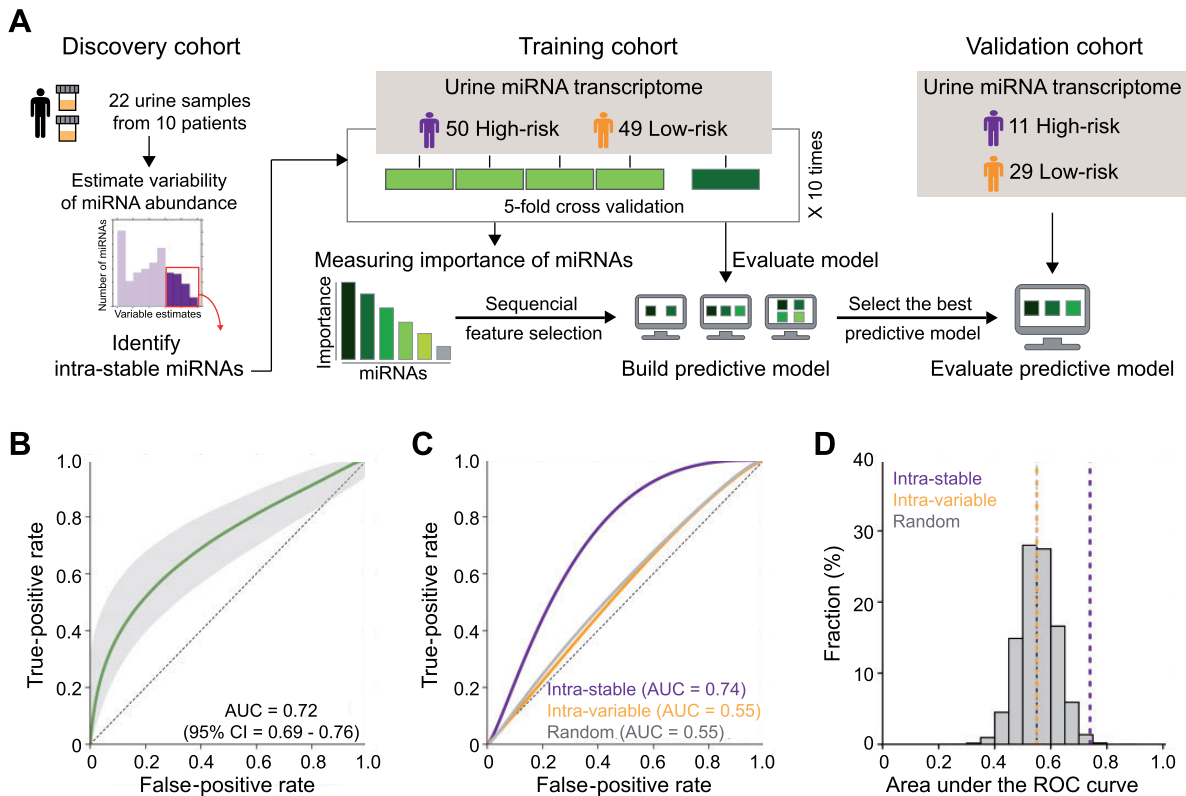 A
Discovery cohort
22 urine samples
from 10 patients
Estimate variability
of miRNA abundance
Number of miRNAs
Variable estimates
Identify
intra-stable miRNAs
Training cohort
Urine miRNA transcriptome
50 High-risk
49 Low-risk
5-fold cross validation
X 10 times
Measuring importance of miRNAs
Evaluate model
Importance
miRNAs
Sequencial
feature selection
Build predictive model
Select the best
predictive model
Validation cohort
Urine miRNA transcriptome
11 High-risk
29 Low-risk
Evaluate predictive model
B
True-positive rate
1.0
0.8
0.6
0.4
0.2
0
AUC = 0.72
(95% CI = 0.69 - 0.76)
0 0.2 0.4 0.6 0.8 1.0
False-positive rate
C
True-positive rate
1.0
0.8
0.6
0.4
0.2
0
Intra-stable (AUC = 0.74)
Intra-variable (AUC = 0.55)
Random (AUC = 0.55)
0 0.2 0.4 0.6 0.8 1.0
False-positive rate
D
Fraction (%)
40
30
20
10
0
Intra-stable
Intra-variable
Random
0 0.2 0.4 0.6 0.8 1.0
Area under the ROC curve